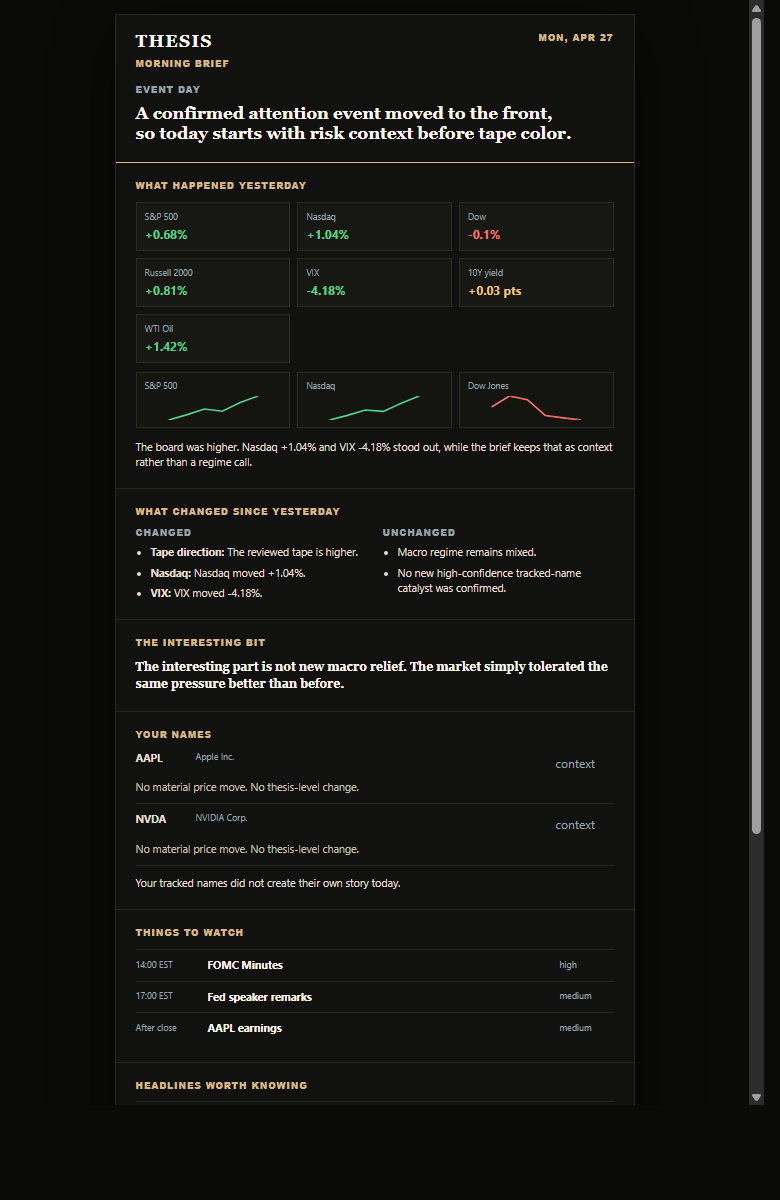 THESIS
MON, APR 27
MORNING BRIEF
EVENT DAY
A confirmed attention event moved to the front,
so today starts with risk context before tape color.
WHAT HAPPENED YESTERDAY
S&P 500
+0.68%
Nasdaq
+1.04%
Dow
-0.1%
Russell 2000
+0.81%
VIX
-4.18%
10Y yield
+0.03 pts
WTI Oil
+1.42%
S&P 500
Nasdaq
Dow Jones
The board was higher. Nasdaq +1.04% and VIX -4.18% stood out, while the brief keeps that as context
rather than a regime call.
WHAT CHANGED SINCE YESTERDAY
CHANGED
• Tape direction: The reviewed tape is higher.
• Nasdaq: Nasdaq moved +1.04%.
• VIX: VIX moved -4.18%.
UNCHANGED
• Macro regime remains mixed.
• No new high-confidence tracked-name
catalyst was confirmed.
THE INTERESTING BIT
The interesting part is not new macro relief. The market simply tolerated the
same pressure better than before.
YOUR NAMES
AAPL Apple Inc. context
No material price move. No thesis-level change.
NVDA NVIDIA Corp. context
No material price move. No thesis-level change.
Your tracked names did not create their own story today.
THINGS TO WATCH
14:00 EST FOMC Minutes high
17:00 EST Fed speaker remarks medium
After close AAPL earnings medium
HEADLINES WORTH KNOWING